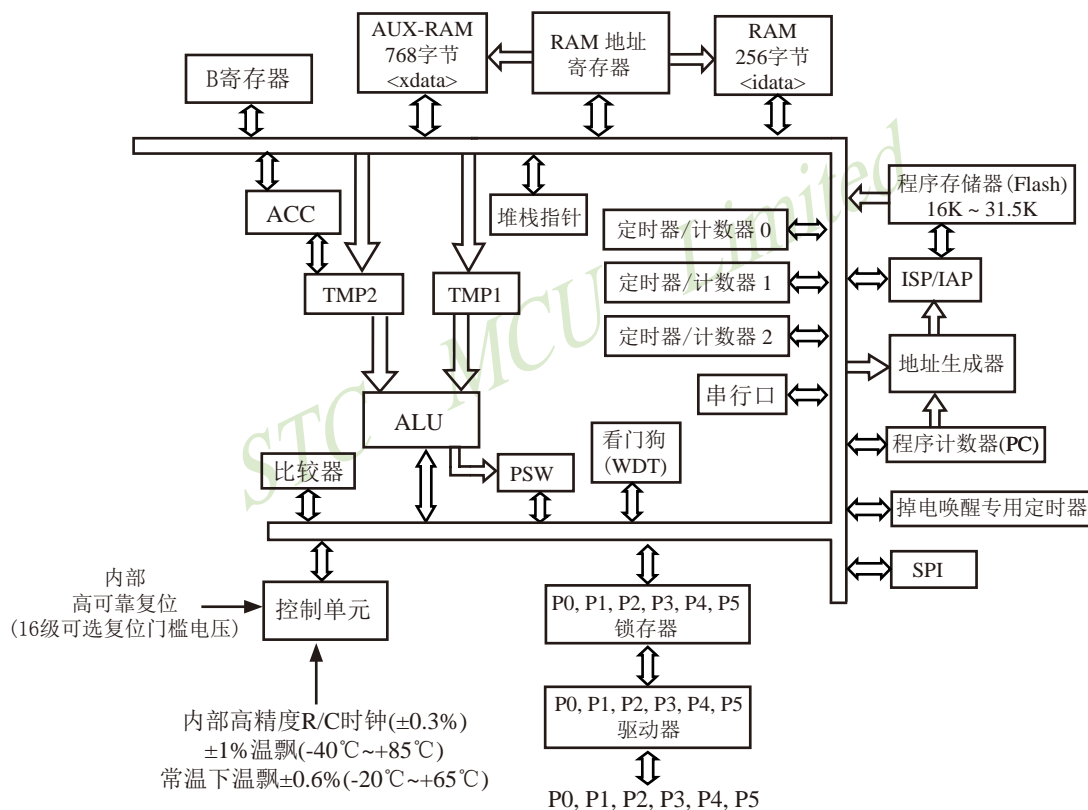 AUX-RAM
768字节
<xdata>
RAM 地址
寄存器
RAM
256字节
<idata>
B寄存器
ACC
堆栈指针
TMP2
TMP1
定时器/计数器 0
定时器/计数器 1
定时器/计数器 2
串行口
程序存储器(Flash)
16K ~ 31.5K
ISP/IAP
地址生成器
程序计数器(PC)
掉电唤醒专用定时器
SPI
ALU
PSW
看门狗
(WDT)
比较器
控制单元
内部
高可靠复位
(16级可选复位门槛电压)
内部高精度R/C时钟(±0.3%)
±1%温飘(-40℃~+85℃)
常温下温飘±0.6%(-20℃~+65℃)
P0, P1, P2, P3, P4, P5
锁存器
P0, P1, P2, P3, P4, P5
驱动器
P0, P1, P2, P3, P4, P5
STC MCU Limited